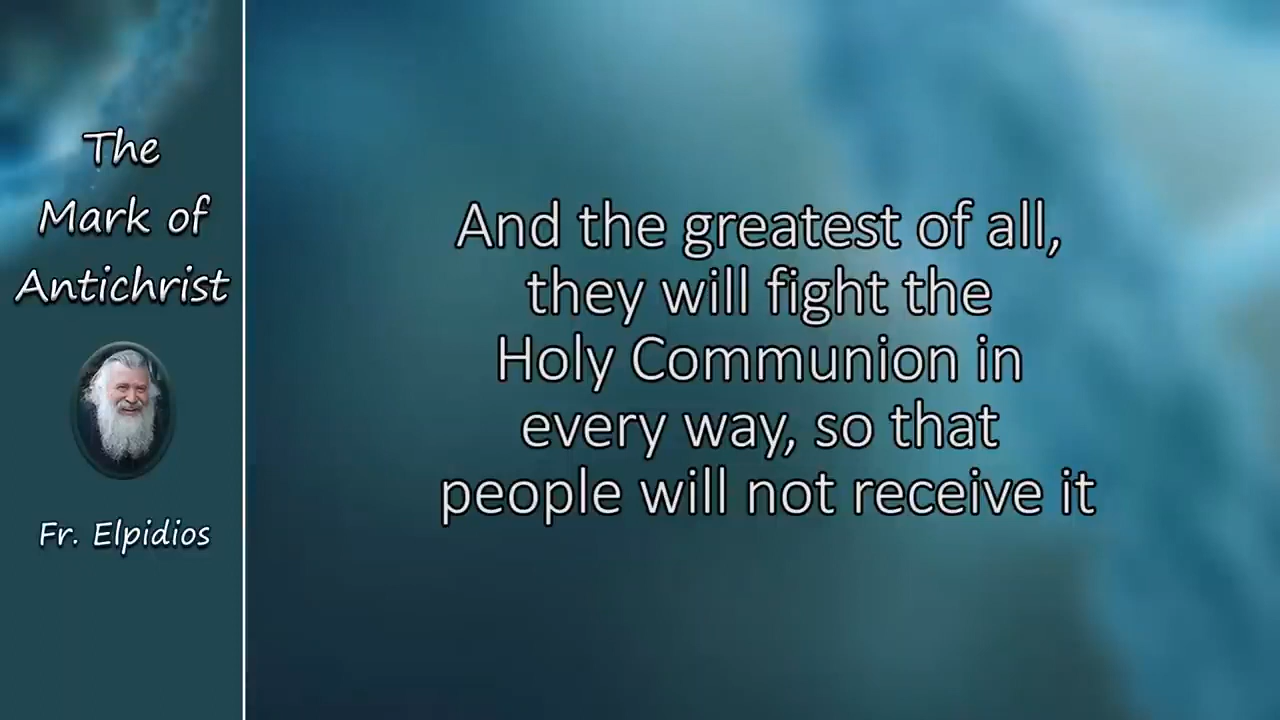 The
Mark of
Antichrist
Fr. Elpidios
And the greatest of all,
they will fight the
Holy Communion in
every way, so that
people will not receive it